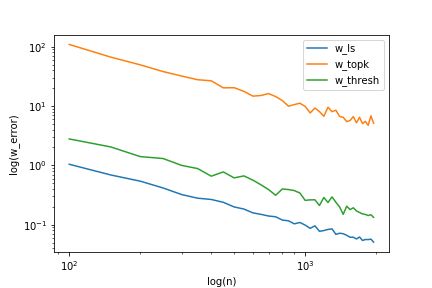 w_ls
w_topk
w_thresh
10²
10¹
10⁰
10⁻¹
log(w_error)
10²
10³
log(n)